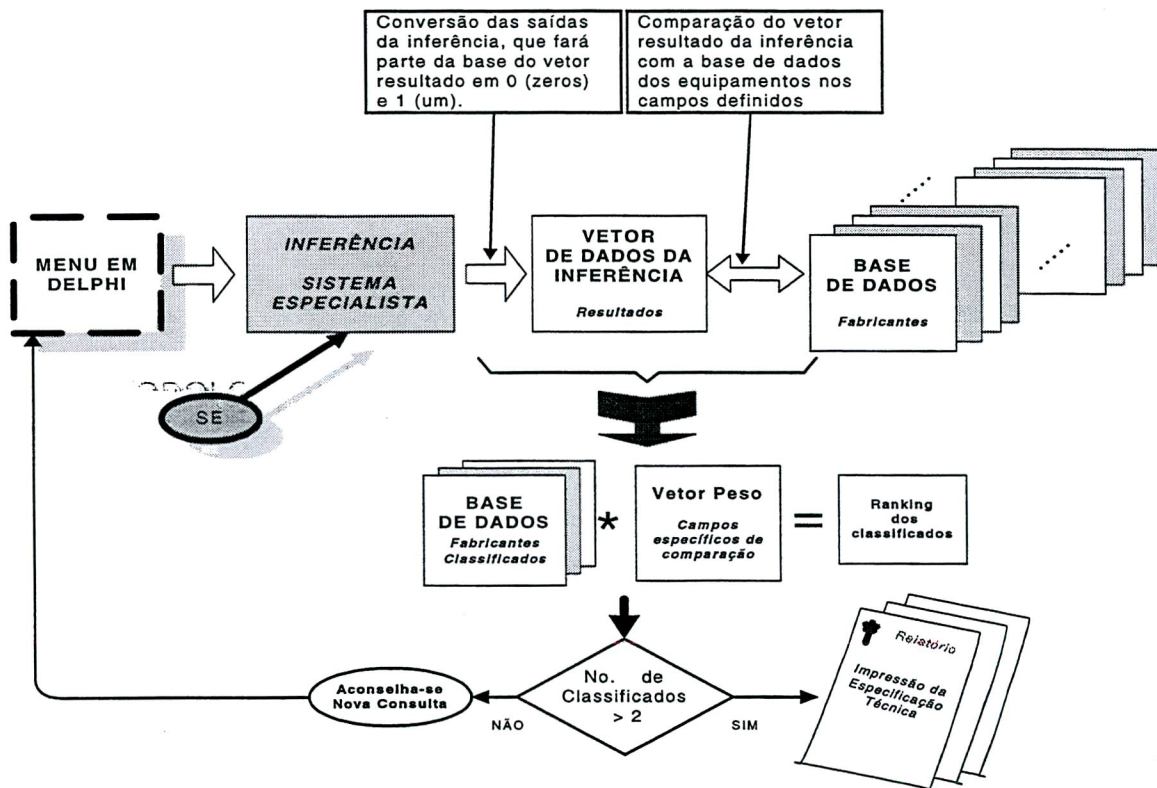 Conversão das saídas
da inferência, que fará
parte da base do vetor
resultado em 0 (zeros)
e 1 (um).
Comparação do vetor
resultado da inferência
com a base de dados
dos equipamentos nos
campos definidos
MENU EM
DELPHI
INFERÊNCIA
SISTEMA
ESPECIALISTA
VETOR
DE DADOS DA
INFERÊNCIA
Resultados
BASE
DE DADOS
Fabricantes
SE
BASE
DE DADOS
Fabricantes
Classificados
*
Vetor Peso
Campos
específicos de
comparação
=
Ranking
dos
classificados
No. de
Classificados
> 2
NÃO
SIM
Aconselha-se
Nova Consulta
Relatório
Impressão da
Especificação
Técnica